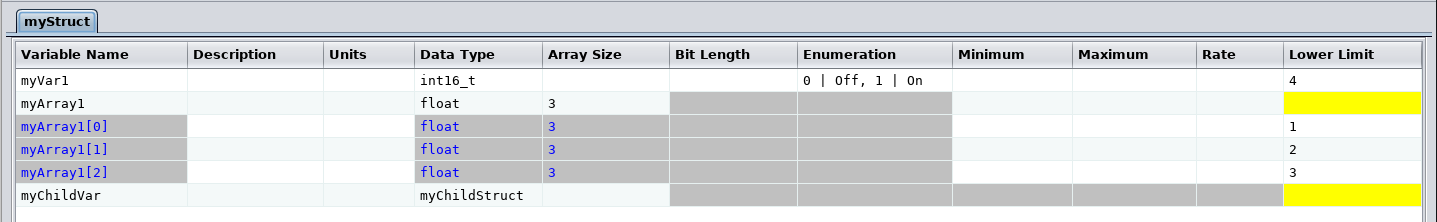 myStruct
Variable Name Description Units Data Type Array Size Bit Length Enumeration Minimum Maximum Rate Lower Limit
myVar1 int16_t 0 | Off, 1 | On 4
myArray1 float 3
myArray1[0] float 3 1
myArray1[1] float 3 2
myArray1[2] float 3 3
myChildVar myChildStruct